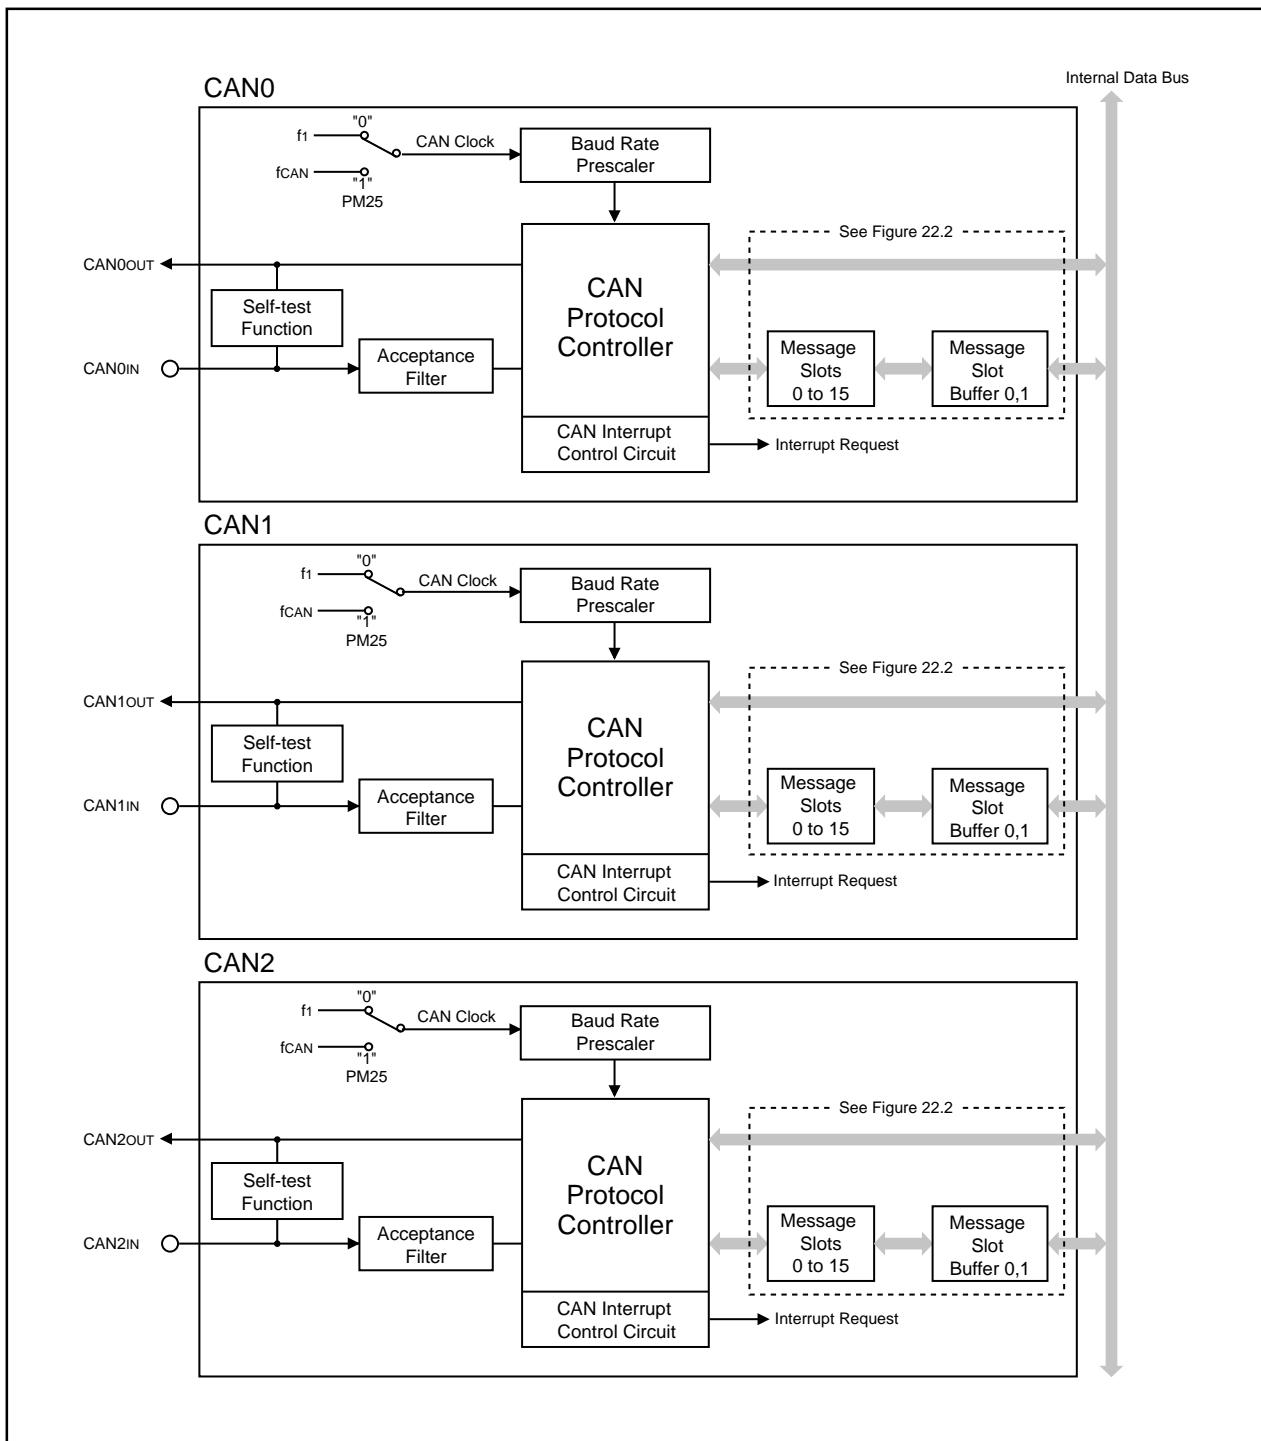 Internal Data Bus
CAN0
"0"
f1
CAN Clock
Baud Rate
Prescaler
fCAN
"1"
PM25
See Figure 22.2
CAN0OUT
CAN
Protocol
Controller
Self-test
Function
CAN0IN
Acceptance
Filter
Message
Slots
0 to 15
Message
Slot
Buffer 0,1
CAN Interrupt
Control Circuit
Interrupt Request
CAN1
"0"
f1
CAN Clock
Baud Rate
Prescaler
fCAN
"1"
PM25
See Figure 22.2
CAN1OUT
CAN
Protocol
Controller
Self-test
Function
CAN1IN
Acceptance
Filter
Message
Slots
0 to 15
Message
Slot
Buffer 0,1
CAN Interrupt
Control Circuit
Interrupt Request
CAN2
"0"
f1
CAN Clock
Baud Rate
Prescaler
fCAN
"1"
PM25
See Figure 22.2
CAN2OUT
CAN
Protocol
Controller
Self-test
Function
CAN2IN
Acceptance
Filter
Message
Slots
0 to 15
Message
Slot
Buffer 0,1
CAN Interrupt
Control Circuit
Interrupt Request